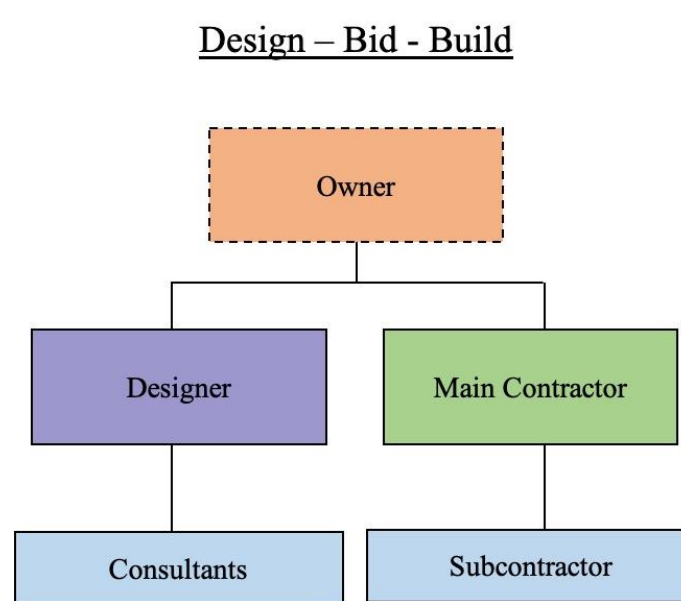 Design – Bid - Build
Owner
Designer
Main Contractor
Consultants
Subcontractor